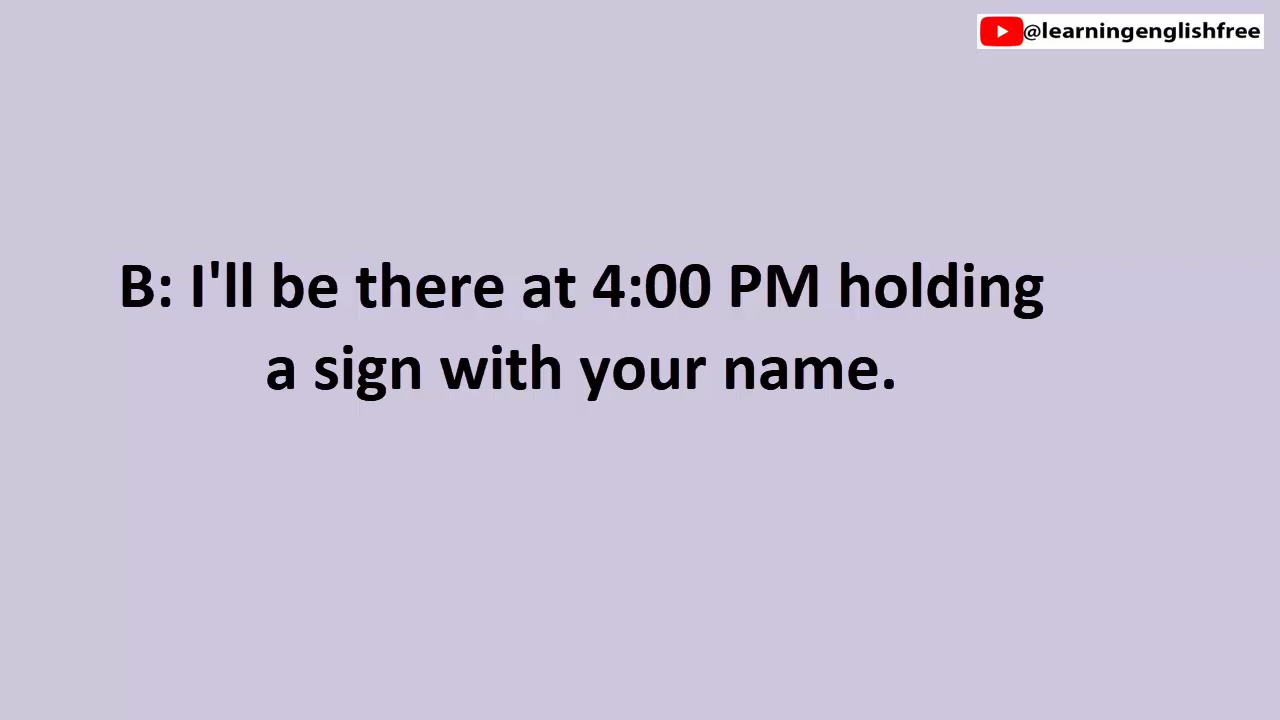 @learningenglishfree
B: I'll be there at 4:00 PM holding
a sign with your name.